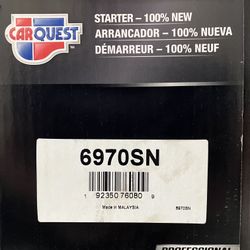 CARQUEST
STARTER – 100% NEW
ARRANCADOR – 100% NUEVA
DÉMARREUR – 100% NEUF
6970SN
1 92350 76080 9
Made in MALAYSIA 6970SN
PROFESSIONAL